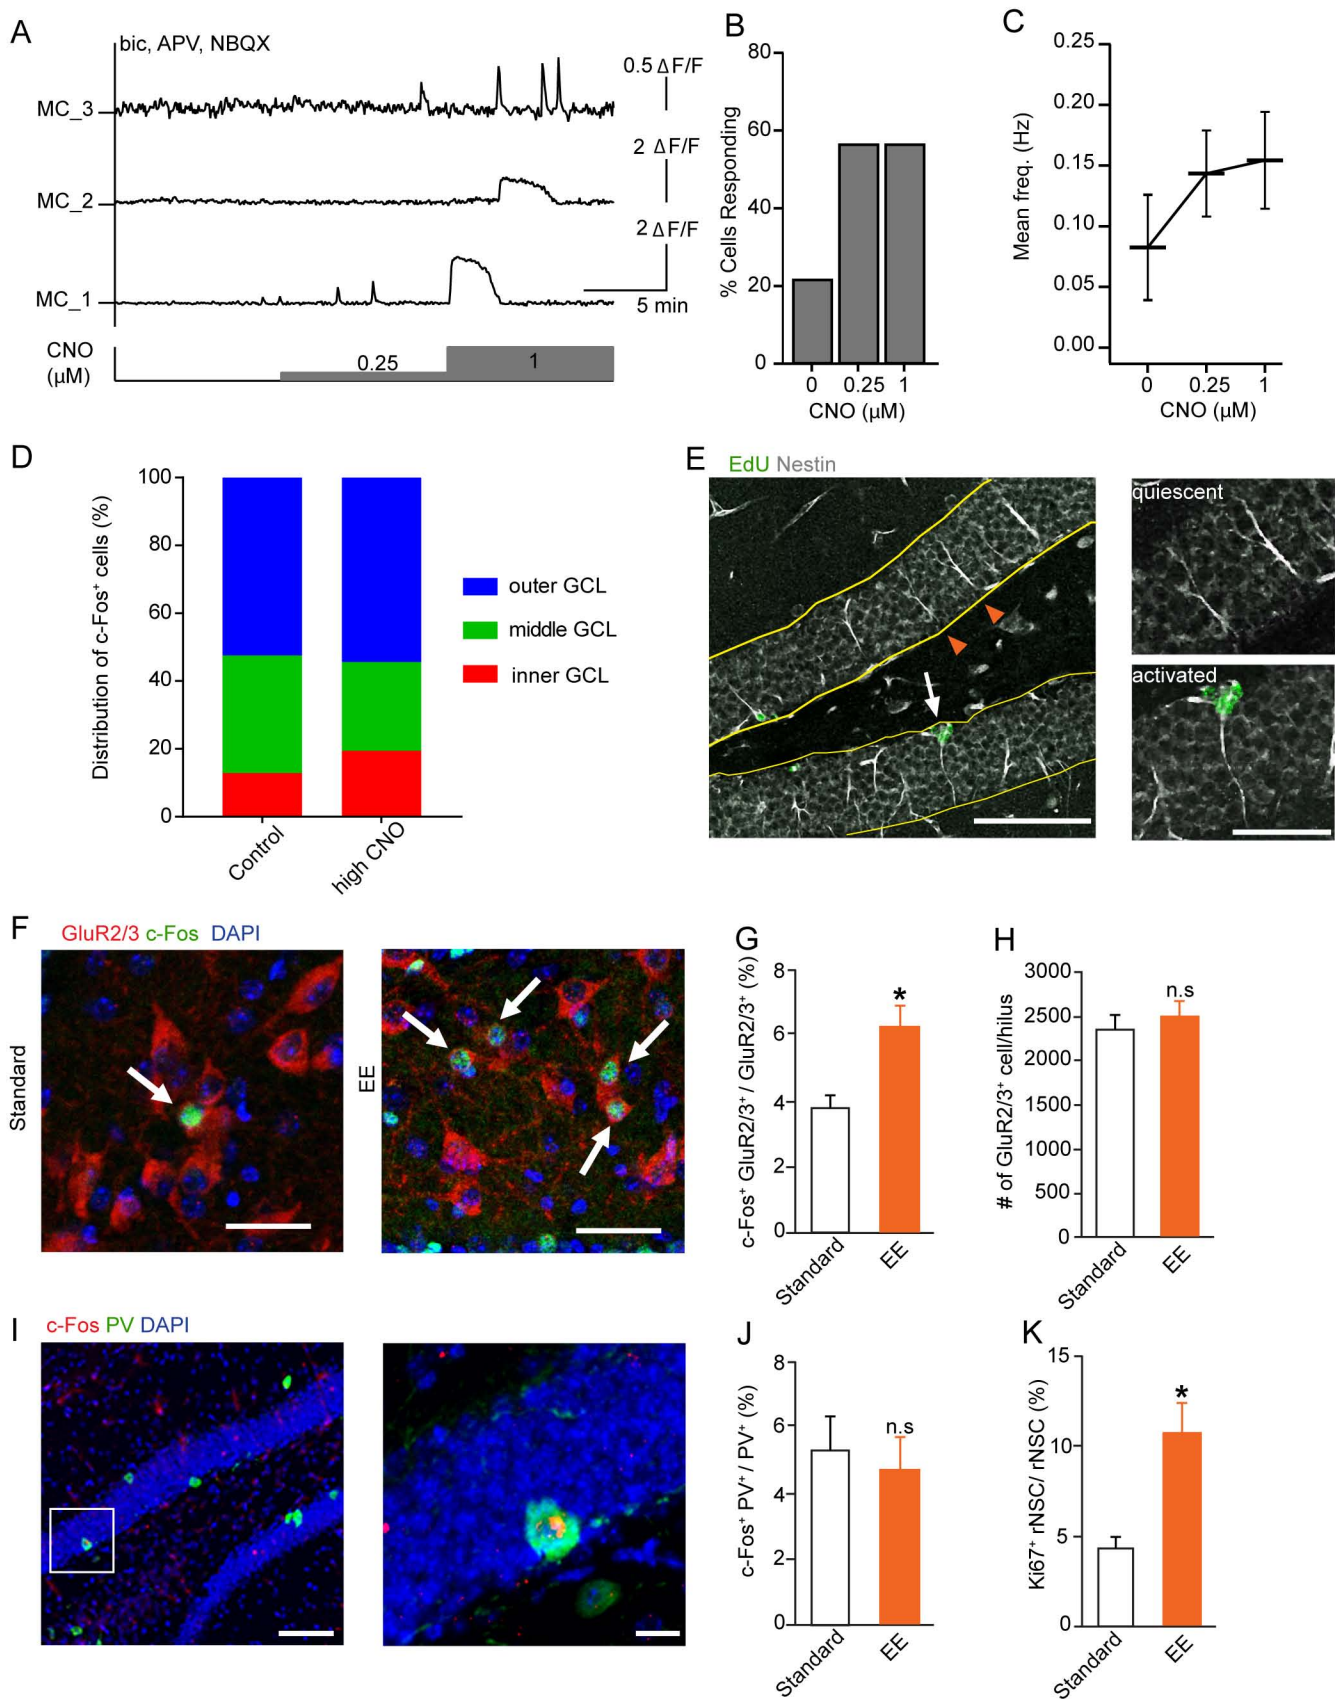 A
bic, APV, NBQX
MC_3
MC_2
MC_1
0.5 ΔF/F
2 ΔF/F
2 ΔF/F
5 min
CNO
(µM)
0.25
1
B
% Cells Responding
80
60
40
20
0
0 0.25 1
CNO (µM)
C
Mean freq. (Hz)
0.25
0.20
0.15
0.10
0.05
0.00
0 0.25 1
CNO (µM)
D
Distribution of c-Fos⁺ cells (%)
100
80
60
40
20
0
Control
high CNO
outer GCL
middle GCL
inner GCL
E
EdU Nestin
quiescent
activated
F
GluR2/3 c-Fos DAPI
Standard
EE
G
c-Fos⁺ GluR2/3⁺ / GluR2/3⁺ (%)
8
6
4
2
0
*
Standard
EE
H
# of GluR2/3⁺ cell/hilus
3000
2500
2000
1500
1000
500
0
n.s
Standard
EE
I
c-Fos PV DAPI
J
c-Fos⁺ PV⁺ / PV⁺ (%)
8
6
4
2
0
n.s
Standard
EE
K
Ki67⁺ rNSC/ rNSC (%)
15
10
5
0
*
Standard
EE